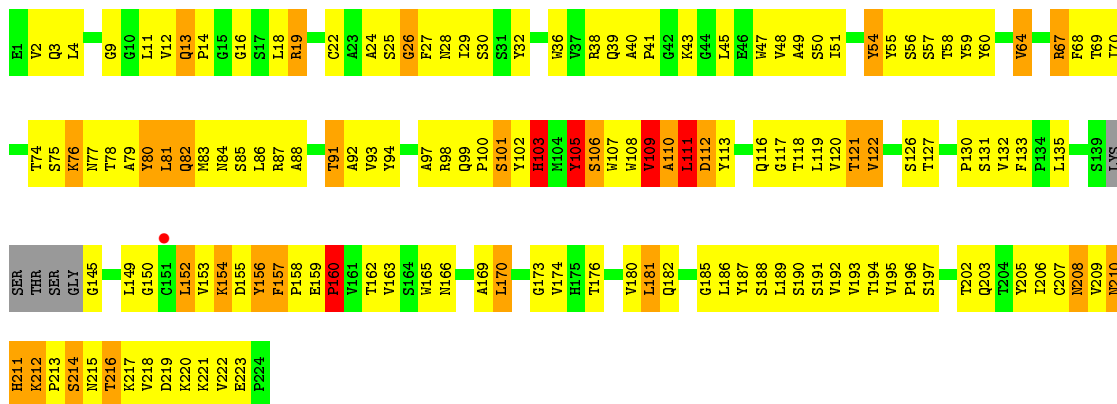 E1 V2 Q3 L4 G9 G10 L11 V12 Q13 P14 G15 G16 S17 L18 R19 C22 A23 A24 S25 G26 F27 N28 I29 S30 S31 Y32 W36 V37 R38 Q39 A40 P41 G42 K43 G44 L45 E46 W47 V48 A49 S50 I51 Y54 Y55 S56 S57 T58 Y59 Y60 V64 R67 F68 T69 I70
T74 S75 K76 N77 T78 A79 Y80 L81 Q82 M83 N84 S85 L86 R87 A88 T91 A92 V93 Y94 A97 R98 Q99 P100 S101 Y102 H103 M104 Y105 S106 W107 W108 V109 A110 L111 D112 Y113 Q116 G117 T118 L119 V120 T121 V122 S126 T127 P130 S131 V132 F133 P134 L135 S139 LYS
SER THR SER GLY G145 L149 G150 C151 L152 V153 K154 D155 Y156 F157 P158 E159 P160 V161 T162 V163 S164 W165 N166 A169 L170 G173 V174 H175 T176 V180 L181 Q182 G185 L186 Y187 S188 L189 S190 S191 V192 V193 T194 V195 P196 S197 T202 Q203 T204 Y205 I206 C207 N208 V209 N210
H211 K212 P213 S214 N215 T216 K217 V218 D219 K220 K221 V222 E223 P224